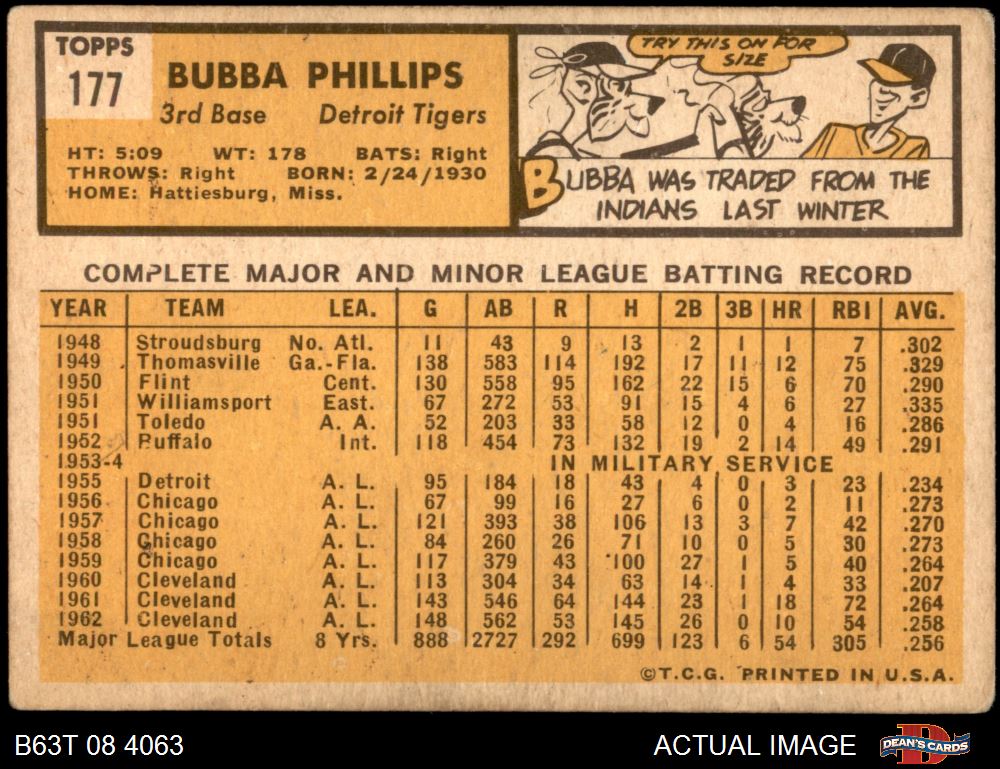 TOPPS
177
BUBBA PHILLIPS
3rd Base Detroit Tigers
HT: 5:09 WT: 178 BATS: Right
THROWS: Right BORN: 2/24/1930
HOME: Hattiesburg, Miss.
TRY THIS ON FOR
SIZE
BUBBA WAS TRADED FROM THE
INDIANS LAST WINTER
COMPLETE MAJOR AND MINOR LEAGUE BATTING RECORD
YEAR TEAM LEA. G AB R H 2B 3B HR RBI AVG.
1948 Stroudsburg No. Atl. 11 43 9 13 2 1 1 7 .302
1949 Thomasville Ga.-Fla. 138 583 114 192 17 11 12 75 .329
1950 Flint Cent. 130 558 95 162 22 15 6 70 .290
1951 Williamsport East. 67 272 53 91 15 4 6 27 .335
1951 Toledo A. A. 52 203 33 58 12 0 4 16 .286
1952 Buffalo Int. 118 454 73 132 19 2 14 49 .291
1953-4 IN MILITARY SERVICE
1955 Detroit A. L. 95 184 18 43 4 0 3 23 .234
1956 Chicago A. L. 67 99 16 27 6 0 2 11 .273
1957 Chicago A. L. 121 393 38 106 13 3 7 42 .270
1958 Chicago A. L. 84 260 26 71 10 0 5 30 .273
1959 Chicago A. L. 117 379 43 100 27 1 5 40 .264
1960 Cleveland A. L. 113 304 34 63 14 1 4 33 .207
1961 Cleveland A. L. 143 546 64 144 23 1 18 72 .264
1962 Cleveland A. L. 148 562 53 145 26 0 10 54 .258
Major League Totals 8 Yrs. 888 2727 292 699 123 6 54 305 .256
©T.C.G. PRINTED IN U.S.A.
B63T 08 4063
ACTUAL IMAGE
D
DEAN'S CARDS